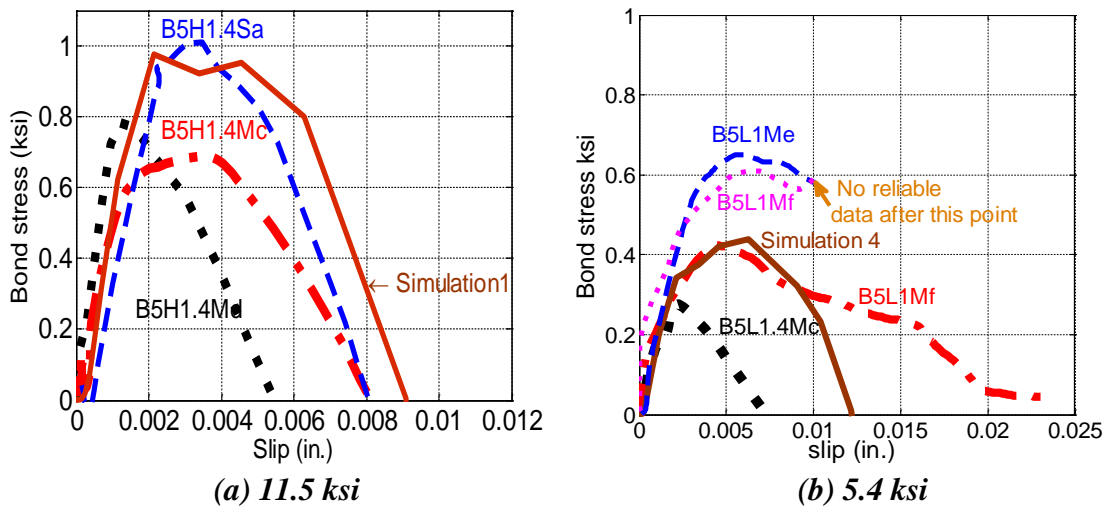 B5H1.4Sa
B5H1.4Mc
B5H1.4Md
← Simulation1
Bond stress (ksi)
1
0.8
0.6
0.4
0.2
0
0 0.002 0.004 0.006 0.008 0.01 0.012
Slip (in.)
(a) 11.5 ksi
B5L1Me
B5L1Mf
No reliable
data after this point
Simulation 4
B5L1Mf
B5L1.4Mc
Bond stress ksi
1
0.8
0.6
0.4
0.2
0
0 0.005 0.01 0.015 0.02 0.025
slip (in.)
(b) 5.4 ksi